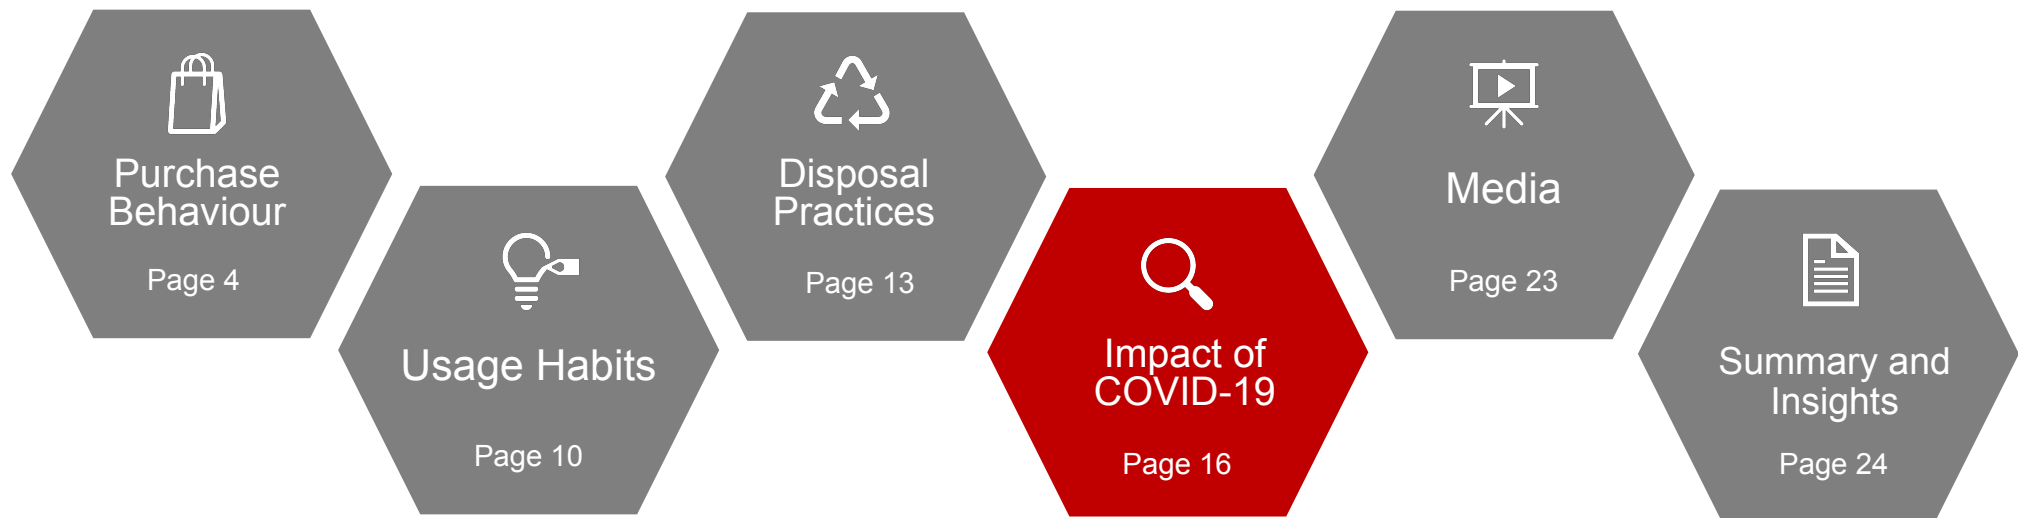 Purchase
Behaviour
Page 4
Usage Habits
Page 10
Disposal
Practices
Page 13
Impact of
COVID-19
Page 16
Media
Page 23
Summary and
Insights
Page 24